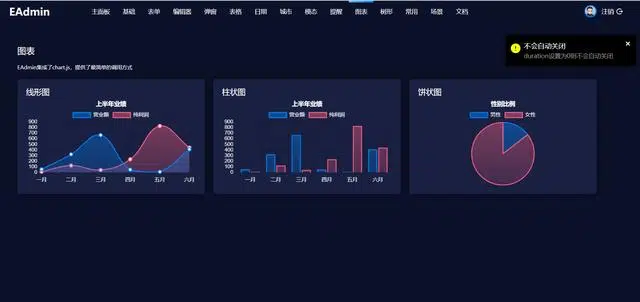 EAdmin 主面板 基础 表单 编辑器 弹窗 表格 日期 城市 模态 提醒 图表 树形 常用 场景 文档 注销
不会自动关闭
duration设置为0则不会自动关闭
图表
EAdmin集成了chart.js，提供了最简单的调用方式
线形图
上半年业绩
营业额 纯利润
900
800
700
600
500
400
300
200
100
0
一月 二月 三月 四月 五月 六月
柱状图
上半年业绩
营业额 纯利润
900
800
700
600
500
400
300
200
100
0
一月 二月 三月 四月 五月 六月
饼状图
性别比例
男性 女性